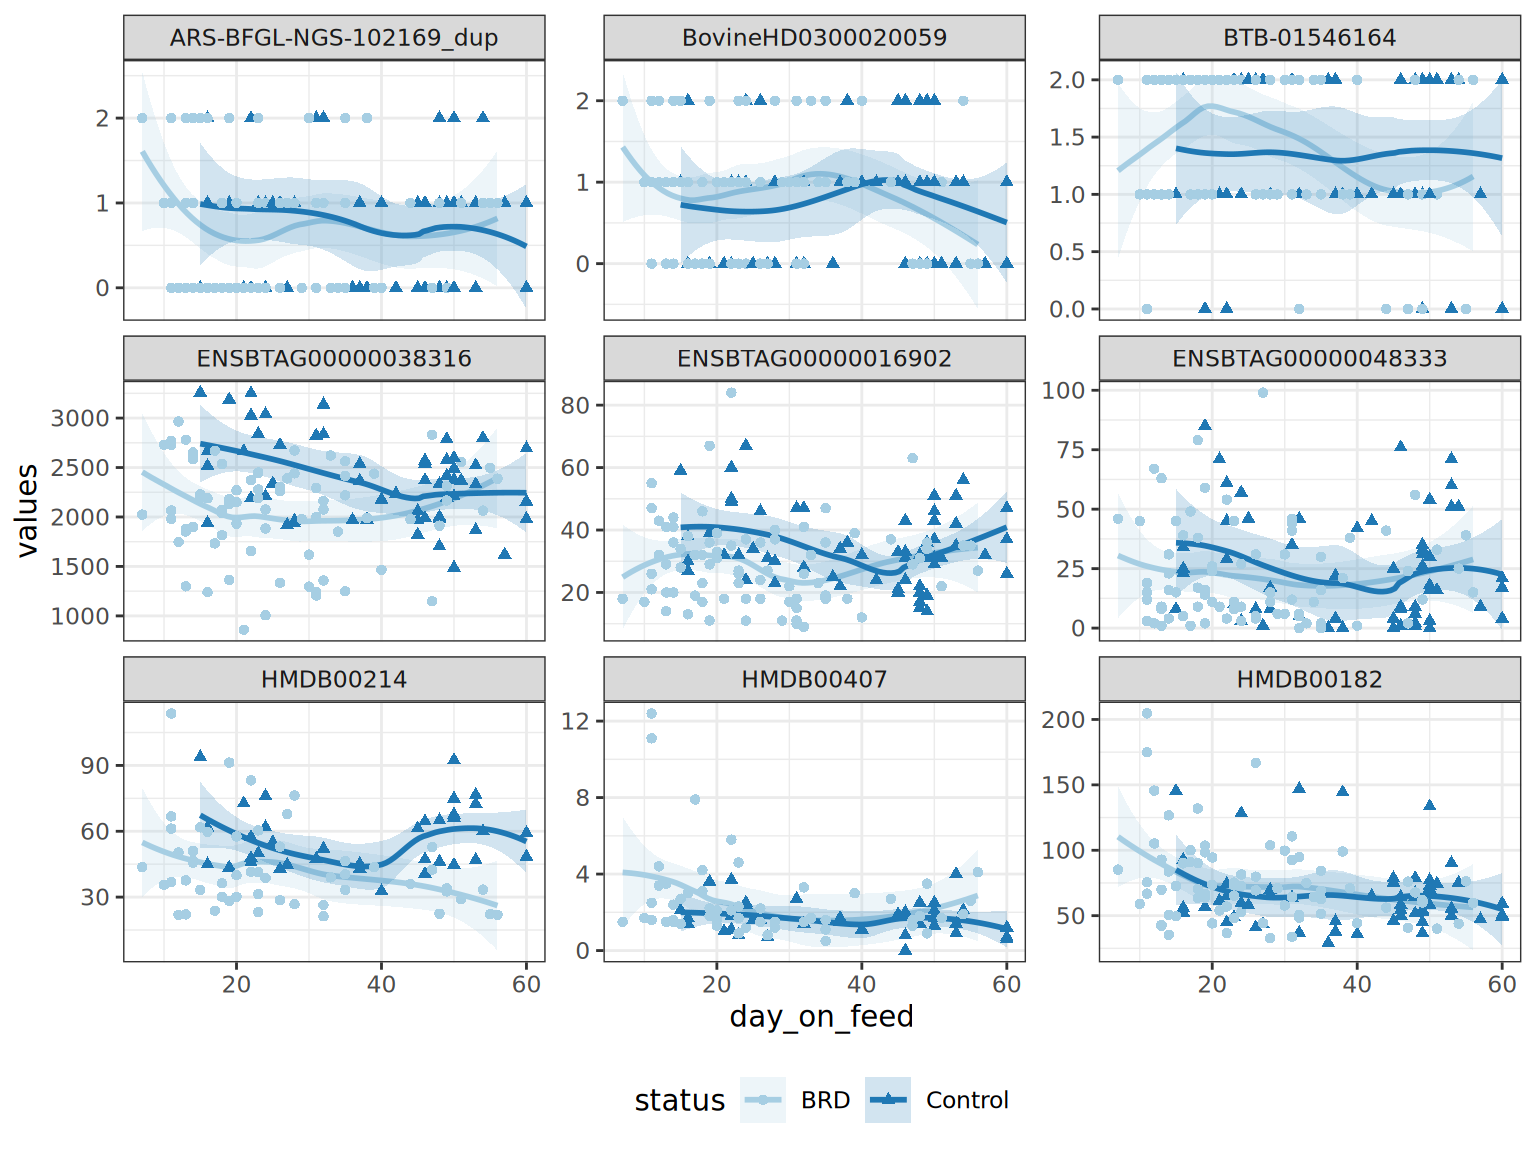 ARS-BFGL-NGS-102169_dup
BovineHD0300020059
BTB-01546164
2
1
0
2
1
0
2.0
1.5
1.0
0.5
0.0
ENSBTAG00000038316
ENSBTAG00000016902
ENSBTAG00000048333
3000
2500
2000
1500
1000
80
60
40
20
100
75
50
25
0
values
HMDB00214
HMDB00407
HMDB00182
90
60
30
12
8
4
0
200
150
100
50
20 40 60
20 40 60
20 40 60
day_on_feed
status BRD Control